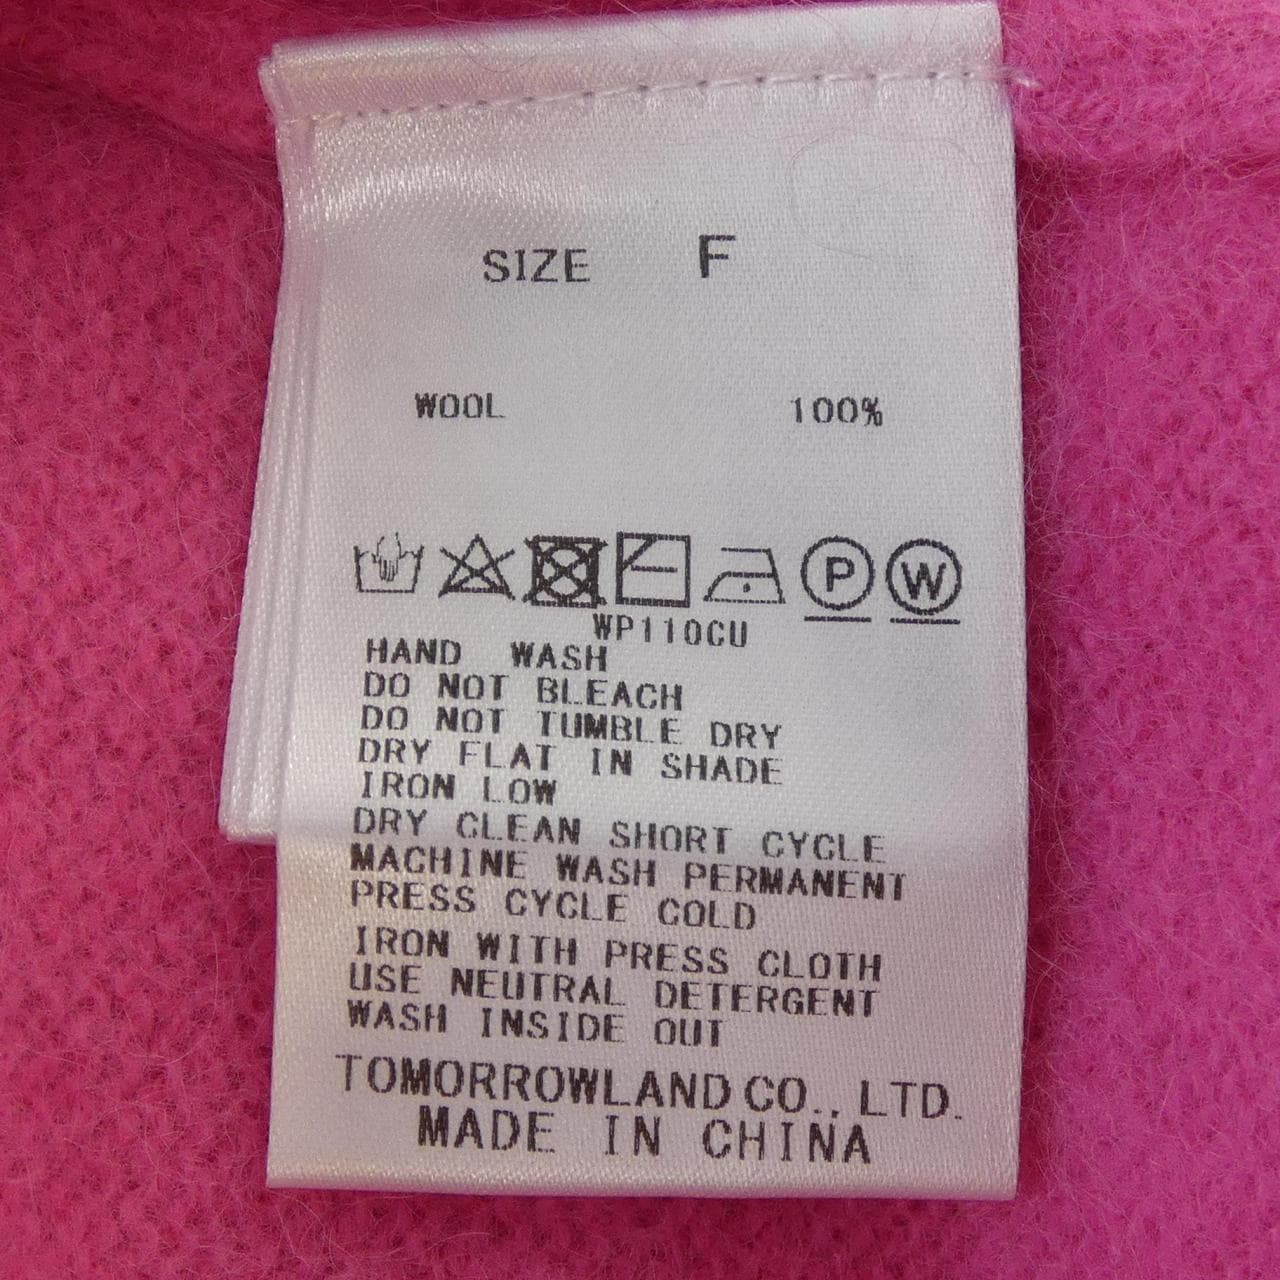 SIZE F
WOOL 100%
P W
WP110CU
HAND WASH
DO NOT BLEACH
DO NOT TUMBLE DRY
DRY FLAT IN SHADE
IRON LOW
DRY CLEAN SHORT CYCLE
MACHINE WASH PERMANENT
PRESS CYCLE COLD
IRON WITH PRESS CLOTH
USE NEUTRAL DETERGENT
WASH INSIDE OUT
TOMORROWLAND CO., LTD.
MADE IN CHINA